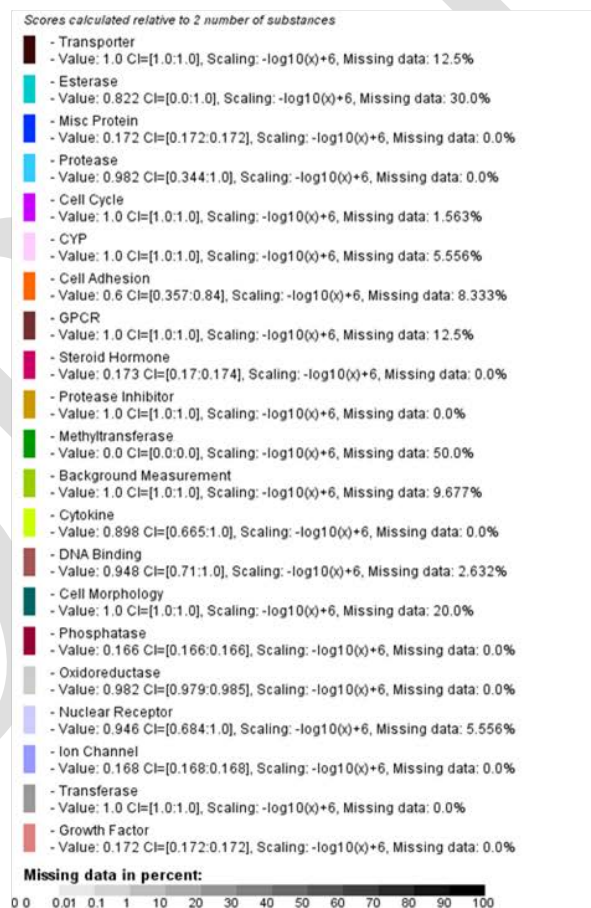 Scores calculated relative to 2 number of substances
- Transporter
- Value: 1.0 CI=[1.0:1.0], Scaling: -log10(x)+6, Missing data: 12.5%
- Esterase
- Value: 0.822 CI=[0.0:1.0], Scaling: -log10(x)+6, Missing data: 30.0%
- Misc Protein
- Value: 0.172 CI=[0.172:0.172], Scaling: -log10(x)+6, Missing data: 0.0%
- Protease
- Value: 0.982 CI=[0.344:1.0], Scaling: -log10(x)+6, Missing data: 0.0%
- Cell Cycle
- Value: 1.0 CI=[1.0:1.0], Scaling: -log10(x)+6, Missing data: 1.563%
- CYP
- Value: 1.0 CI=[1.0:1.0], Scaling: -log10(x)+6, Missing data: 5.556%
- Cell Adhesion
- Value: 0.6 CI=[0.357:0.84], Scaling: -log10(x)+6, Missing data: 8.333%
- GPCR
- Value: 1.0 CI=[1.0:1.0], Scaling: -log10(x)+6, Missing data: 12.5%
- Steroid Hormone
- Value: 0.173 CI=[0.17:0.174], Scaling: -log10(x)+6, Missing data: 0.0%
- Protease Inhibitor
- Value: 1.0 CI=[1.0:1.0], Scaling: -log10(x)+6, Missing data: 0.0%
- Methyltransferase
- Value: 0.0 CI=[0.0:0.0], Scaling: -log10(x)+6, Missing data: 50.0%
- Background Measurement
- Value: 1.0 CI=[1.0:1.0], Scaling: -log10(x)+6, Missing data: 9.677%
- Cytokine
- Value: 0.898 CI=[0.665:1.0], Scaling: -log10(x)+6, Missing data: 0.0%
- DNA Binding
- Value: 0.948 CI=[0.71:1.0], Scaling: -log10(x)+6, Missing data: 2.632%
- Cell Morphology
- Value: 1.0 CI=[1.0:1.0], Scaling: -log10(x)+6, Missing data: 20.0%
- Phosphatase
- Value: 0.166 CI=[0.166:0.166], Scaling: -log10(x)+6, Missing data: 0.0%
- Oxidoreductase
- Value: 0.982 CI=[0.979:0.985], Scaling: -log10(x)+6, Missing data: 0.0%
- Nuclear Receptor
- Value: 0.946 CI=[0.684:1.0], Scaling: -log10(x)+6, Missing data: 5.556%
- Ion Channel
- Value: 0.168 CI=[0.168:0.168], Scaling: -log10(x)+6, Missing data: 0.0%
- Transferase
- Value: 1.0 CI=[1.0:1.0], Scaling: -log10(x)+6, Missing data: 0.0%
- Growth Factor
- Value: 0.172 CI=[0.172:0.172], Scaling: -log10(x)+6, Missing data: 0.0%
Missing data in percent:
0 0 0.01 0.1 1 10 20 30 40 50 60 70 80 90 100